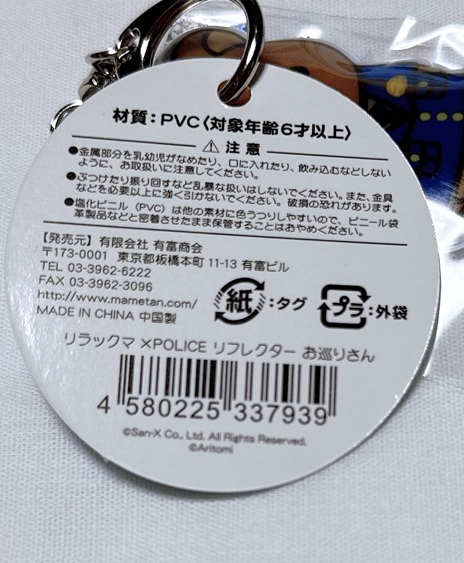 材質:PVC〈対象年齢6才以上〉
⚠注意
●金属部分を乳幼児がなめたり、口に入れたり、飲み込むなどしない
ように、お取扱いに注意してください。
●ぶつけたり振り回すなど乱暴な扱いはしないでください。また、金具
などを必要以上に強く引けないでください。破損の恐れがあります。
●塩化ビニル(PVC)は他の素材に色うつりしやすいので、ビニール袋
革製品などと密着させたまま保管することはおやめください。
【発売元】有限会社 有富商会
〒173-0001 東京都板橋本町11-13 有富ビル
TEL 03-3962-6222
FAX 03-3962-3096
http://www.mametan.com/
MADE IN CHINA 中国製
紙:タグ
プラ:外袋
リラックマ×POLICE リフレクター お巡りさん
4 580225 337939
©San-X Co., Ltd. All Rights Reserved.
©Aritomi